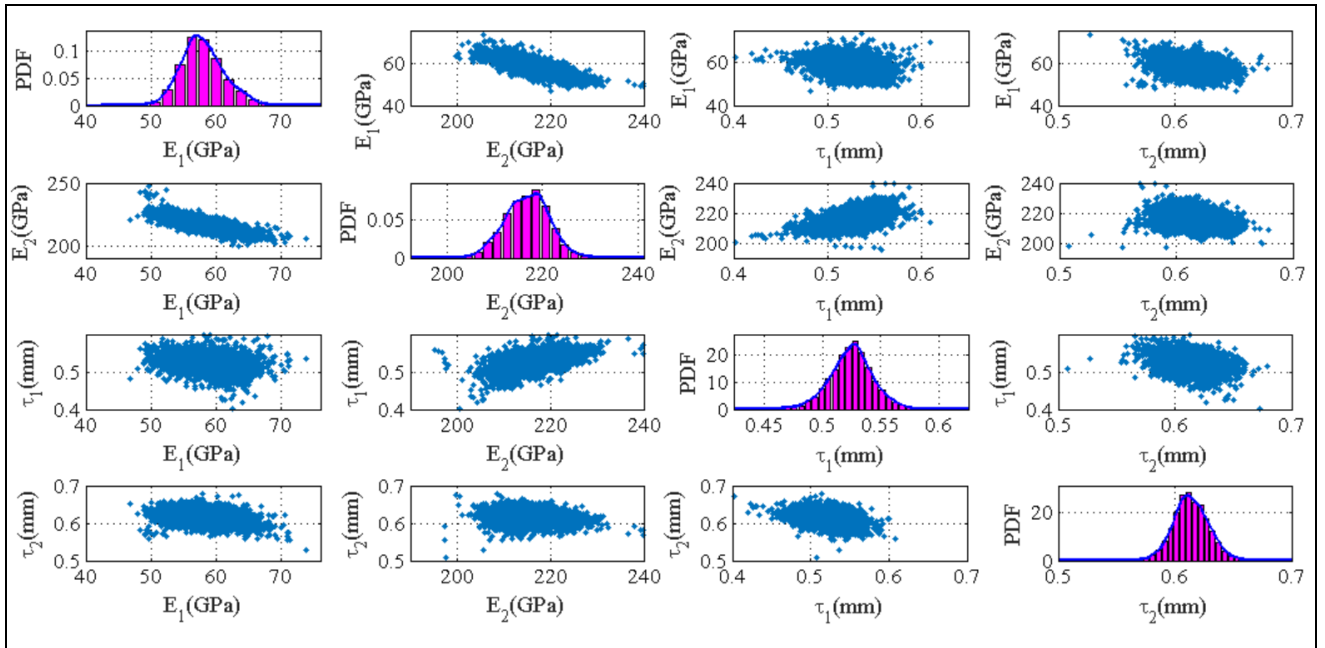 PDF
0.1
0.05
0
40 50 60 70
E₁(GPa)
E₁(GPa)
60
40
200 220 240
E₂(GPa)
E₁(GPa)
60
40
0.4 0.5 0.6
τ₁(mm)
E₁(GPa)
60
40
0.5 0.6 0.7
τ₂(mm)
E₂(GPa)
250
200
40 50 60 70
E₁(GPa)
PDF
0.05
0
200 220 240
E₂(GPa)
E₂(GPa)
240
220
200
0.4 0.5 0.6
τ₁(mm)
E₂(GPa)
240
220
200
0.5 0.6 0.7
τ₂(mm)
τ₁(mm)
0.5
0.4
40 50 60 70
E₁(GPa)
τ₁(mm)
0.5
0.4
200 220 240
E₂(GPa)
PDF
20
10
0
0.45 0.5 0.55 0.6
τ₁(mm)
τ₁(mm)
0.5
0.4
0.5 0.6 0.7
τ₂(mm)
τ₂(mm)
0.7
0.6
0.5
40 50 60 70
E₁(GPa)
τ₂(mm)
0.7
0.6
0.5
200 220 240
E₂(GPa)
τ₂(mm)
0.7
0.6
0.5
0.4 0.5 0.6 0.7
τ₁(mm)
PDF
20
0
0.5 0.6 0.7
τ₂(mm)